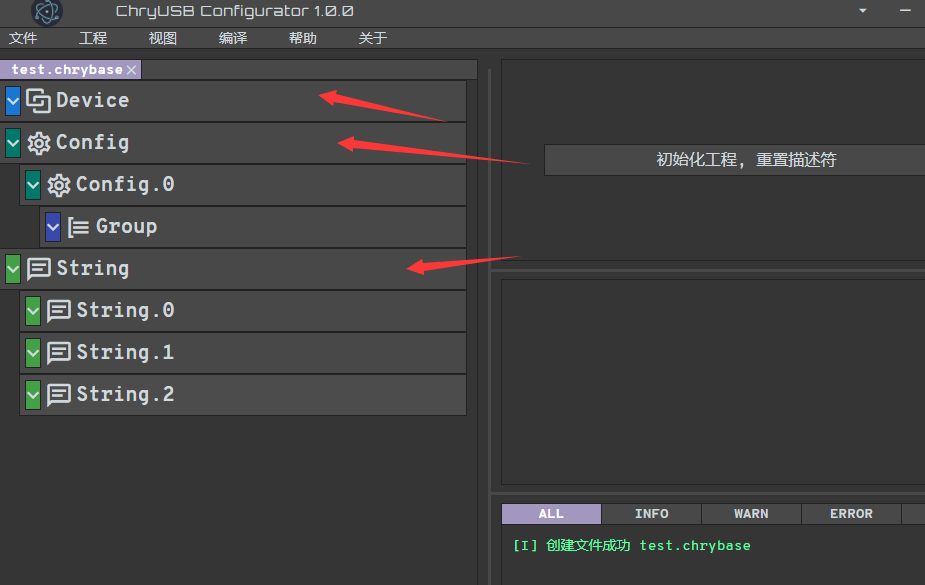 ChryUSB Configurator 1.0.0
文件 工程 视图 编译 帮助 关于
test.chrybase
Device
Config
初始化工程, 重置描述符
Config.0
Group
String
String.0
String.1
String.2
ALL INFO WARN ERROR
[I] 创建文件成功 test.chrybase